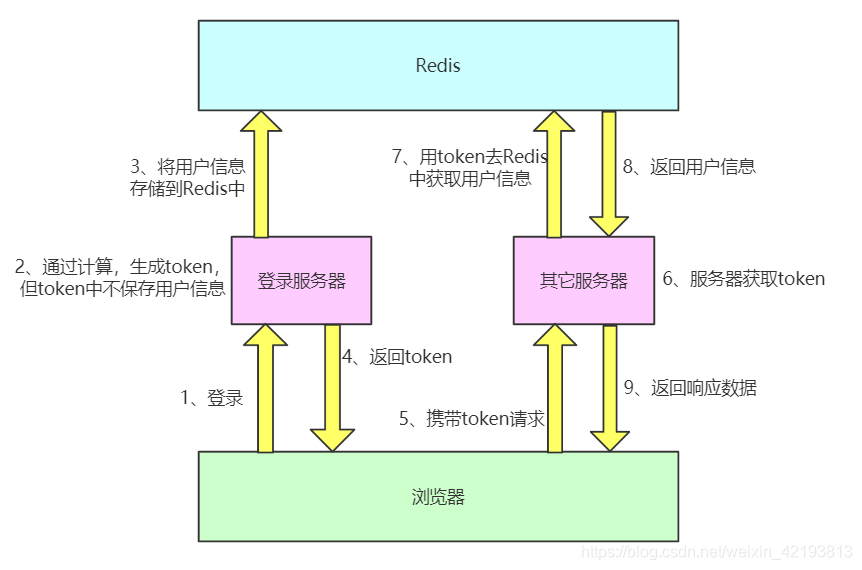 Redis
3、将用户信息
存储到Redis中
7、用token去Redis
中获取用户信息
8、返回用户信息
2、通过计算，生成token，
但token中不保存用户信息
登录服务器
其它服务器
6、服务器获取token
4、返回token
1、登录
5、携带token请求
9、返回响应数据
浏览器
https://blog.csdn.net/weixin_42193813